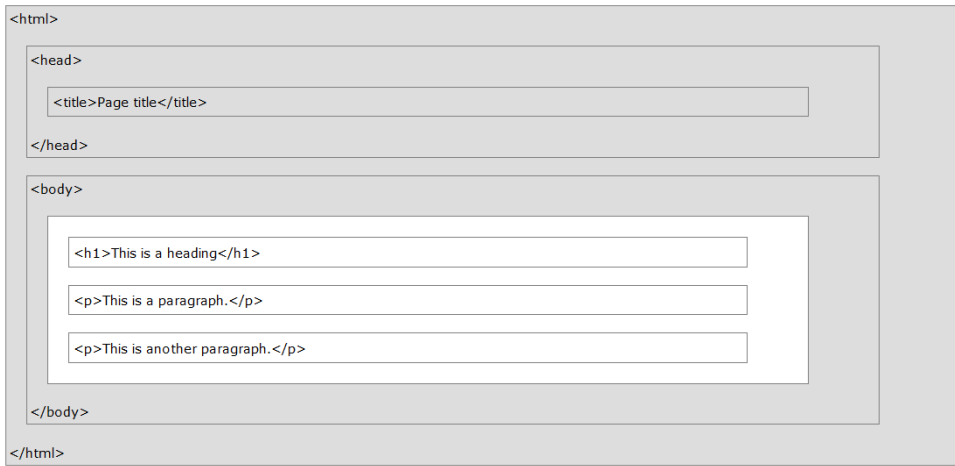 <html>
<head>
<title>Page title</title>
</head>
<body>
<h1>This is a heading</h1>
<p>This is a paragraph.</p>
<p>This is another paragraph.</p>
</body>
</html>